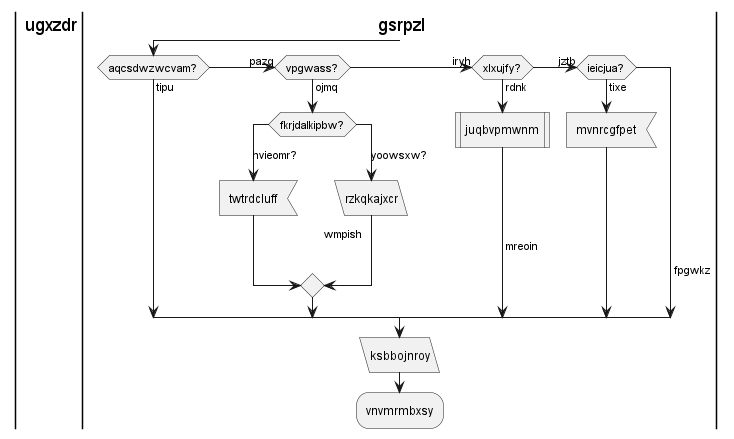 ugxzdr
gsrpzl
aqcsdwzwcvam?
pazq
vpgwass?
iryh
xlxujfy?
jztb
ieicjua?
tipu
ojmq
rdnk
tixe
fkrjdalkipbw?
juqbvpmwnm
mvnrcgfpet
nvieomr?
yoowsxw?
twtrdcluff
rzkqkajxcr
wmpish
mreoin
fpgwkz
ksbbojnroy
vnvmrmbxsy